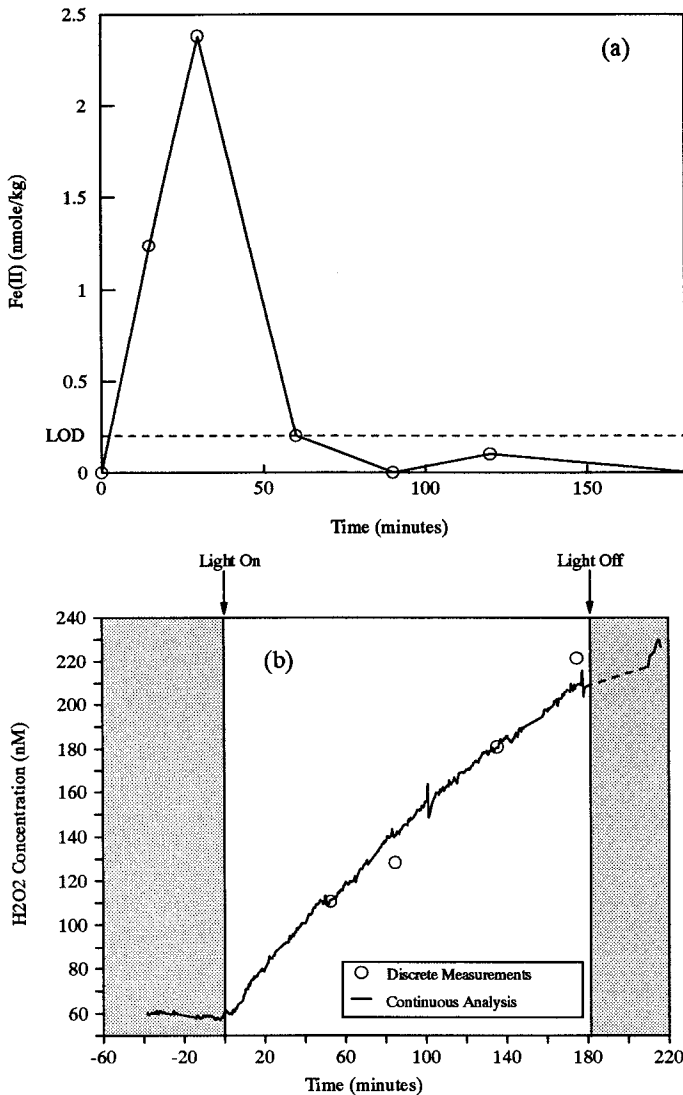 2.5
(a)
2
1.5
1
0.5
LOD
0
Fe(II) (nmole/kg)
0
50
100
150
Time (minutes)
Light On
Light Off
240
220
200
180
160
140
120
100
80
60
(b)
H2O2 Concentration (nM)
Discrete Measurements
Continuous Analysis
-60
-20
20
60
100
140
180
220
Time (minutes)